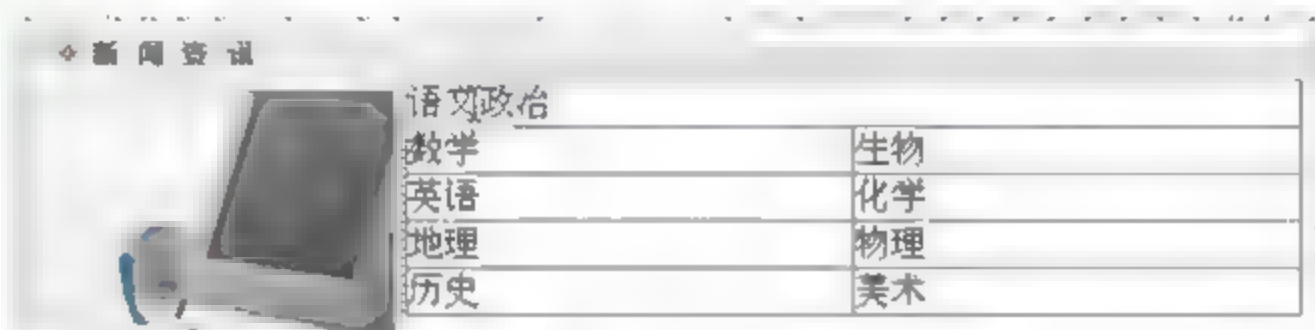 新闻资讯
语文政治
数学 生物
英语 化学
地理 物理
历史 美术